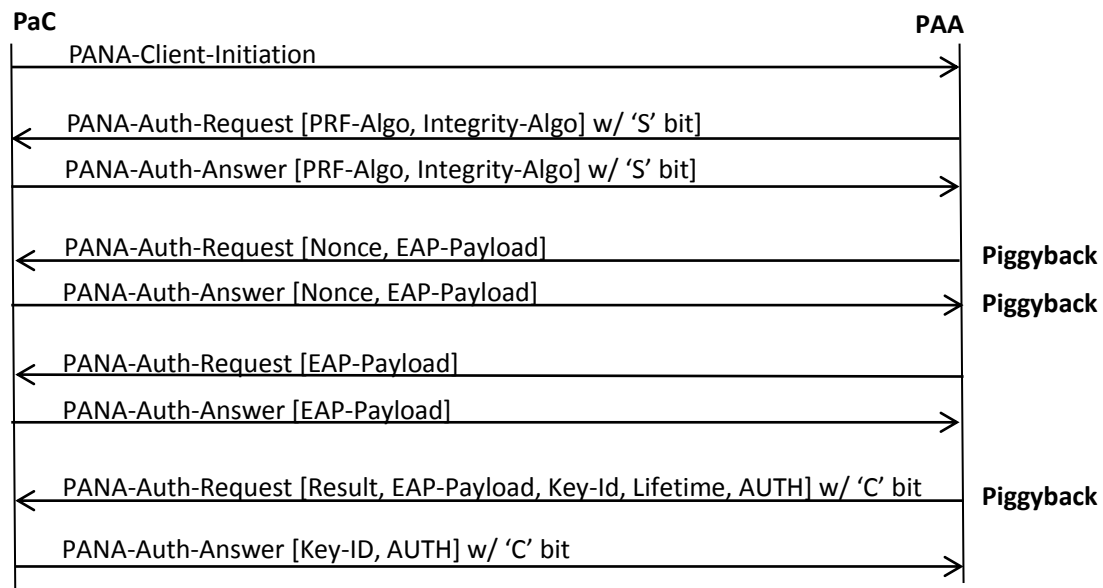 PaC
PAA
PANA-Client-Initiation
PANA-Auth-Request [PRF-Algo, Integrity-Algo] w/ ‘S’ bit]
PANA-Auth-Answer [PRF-Algo, Integrity-Algo] w/ ‘S’ bit]
PANA-Auth-Request [Nonce, EAP-Payload]
Piggyback
PANA-Auth-Answer [Nonce, EAP-Payload]
Piggyback
PANA-Auth-Request [EAP-Payload]
PANA-Auth-Answer [EAP-Payload]
PANA-Auth-Request [Result, EAP-Payload, Key-Id, Lifetime, AUTH] w/ ‘C’ bit
Piggyback
PANA-Auth-Answer [Key-ID, AUTH] w/ ‘C’ bit